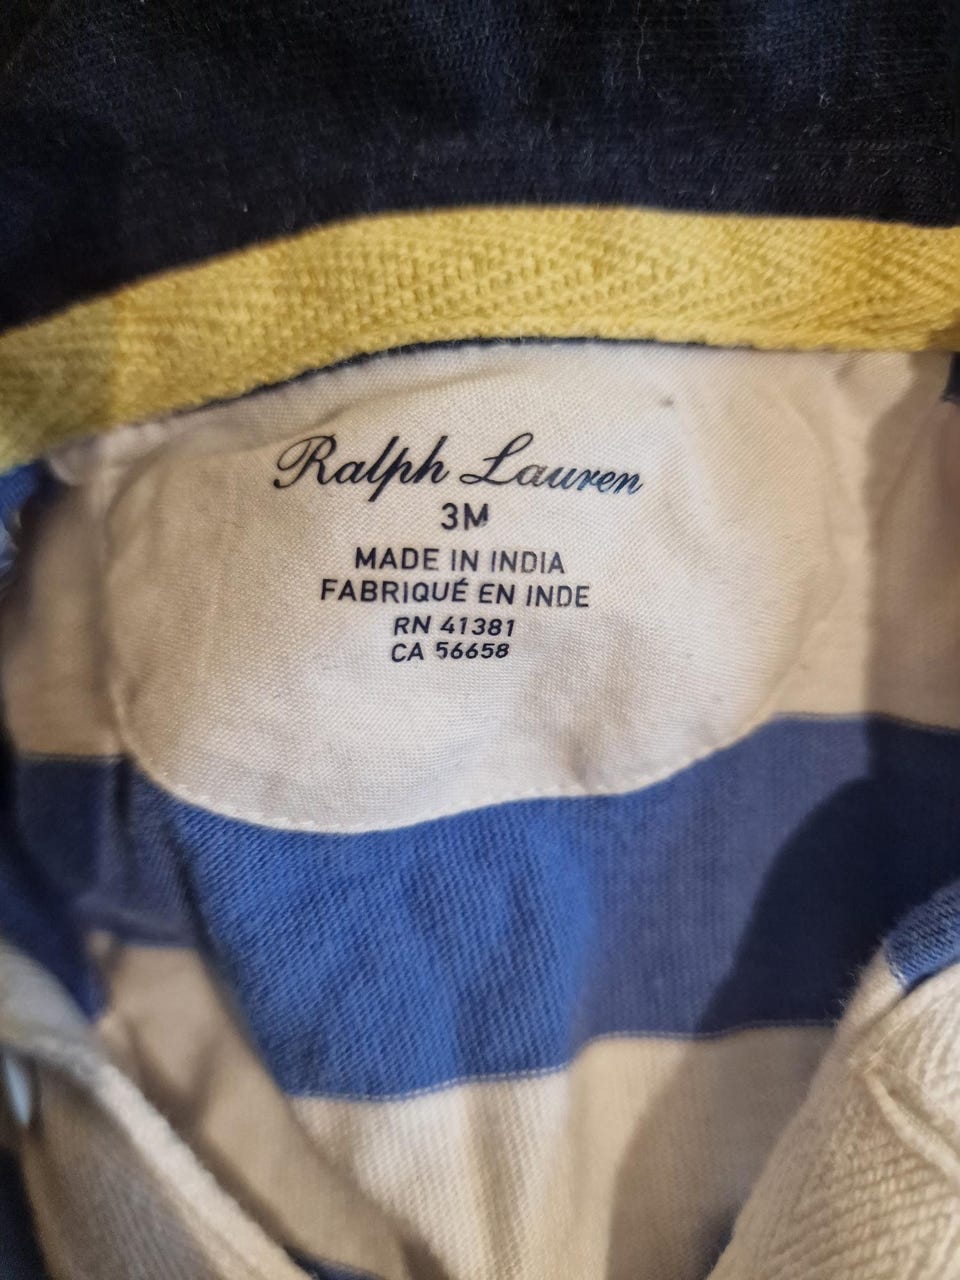 Ralph Lauren
3M
MADE IN INDIA
FABRIQUÉ EN INDE
RN 41381
CA 56658